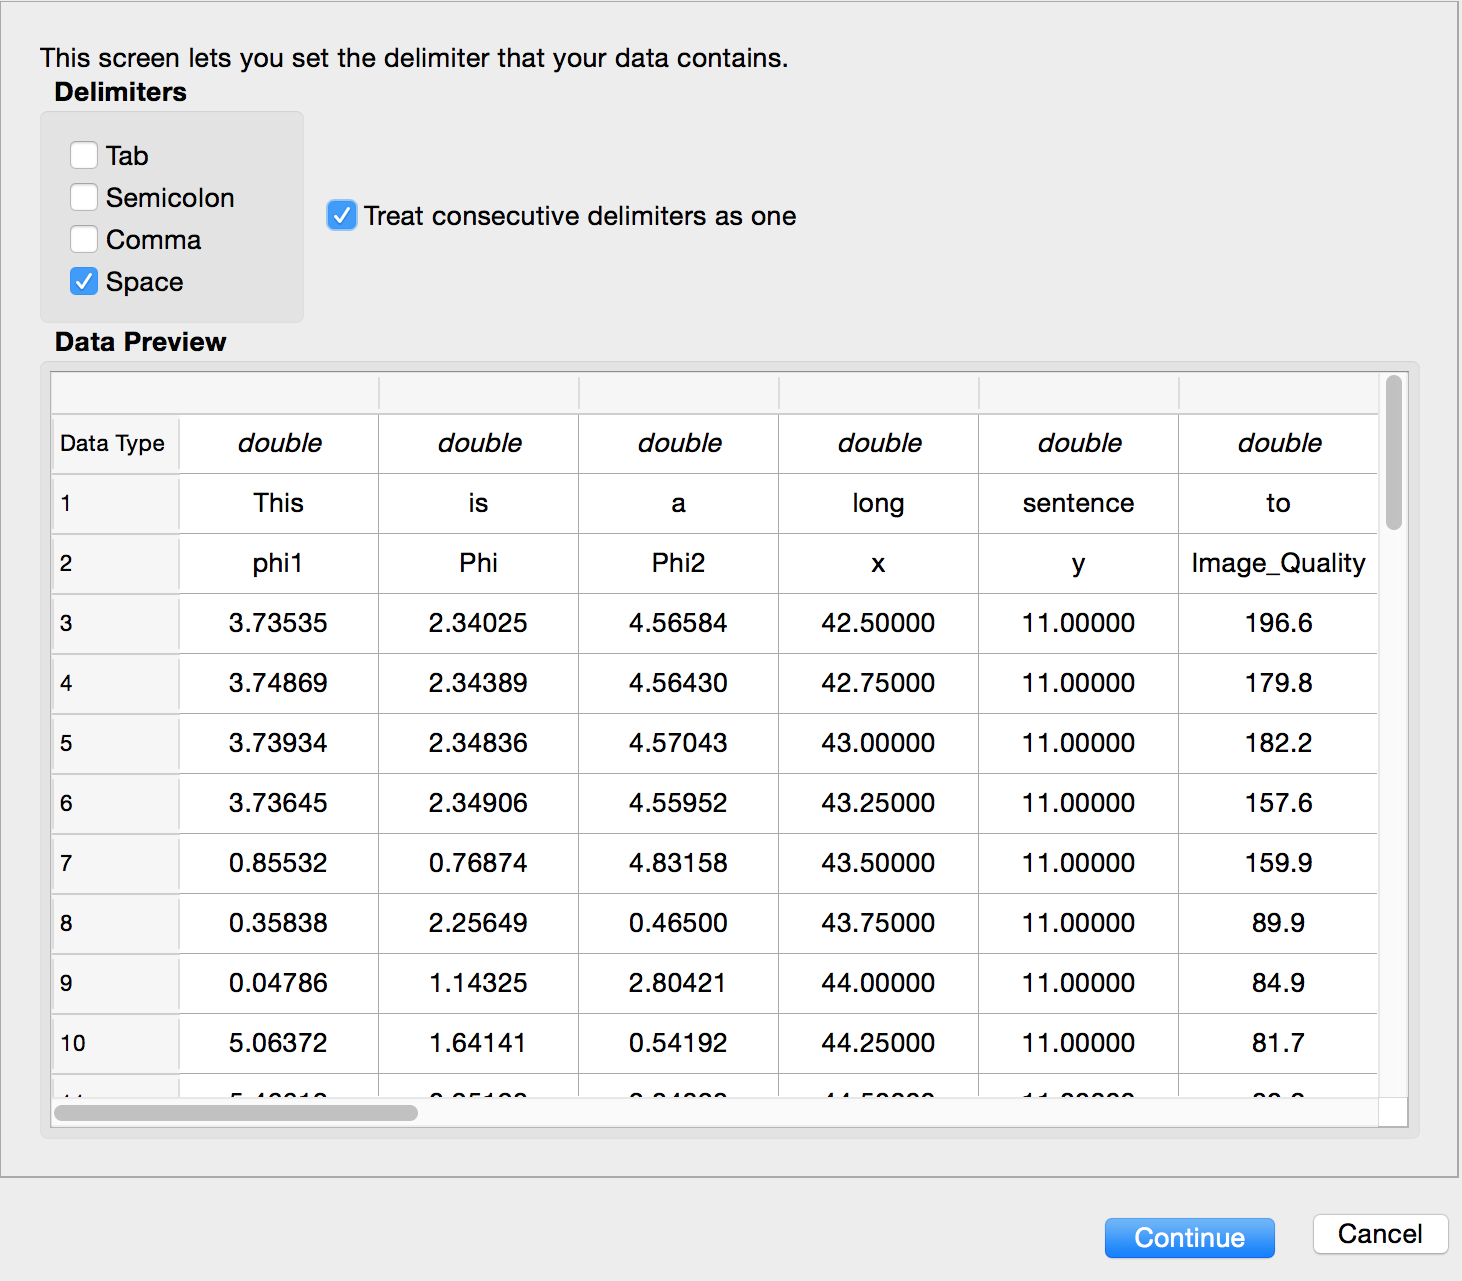 This screen lets you set the delimiter that your data contains.
Delimiters
Tab
Semicolon
Comma
Space
Treat consecutive delimiters as one
Data Preview
Data Type double double double double double double
1 This is a long sentence to
2 phi1 Phi Phi2 x y Image_Quality
3 3.73535 2.34025 4.56584 42.50000 11.00000 196.6
4 3.74869 2.34389 4.56430 42.75000 11.00000 179.8
5 3.73934 2.34836 4.57043 43.00000 11.00000 182.2
6 3.73645 2.34906 4.55952 43.25000 11.00000 157.6
7 0.85532 0.76874 4.83158 43.50000 11.00000 159.9
8 0.35838 2.25649 0.46500 43.75000 11.00000 89.9
9 0.04786 1.14325 2.80421 44.00000 11.00000 84.9
10 5.06372 1.64141 0.54192 44.25000 11.00000 81.7
Continue Cancel